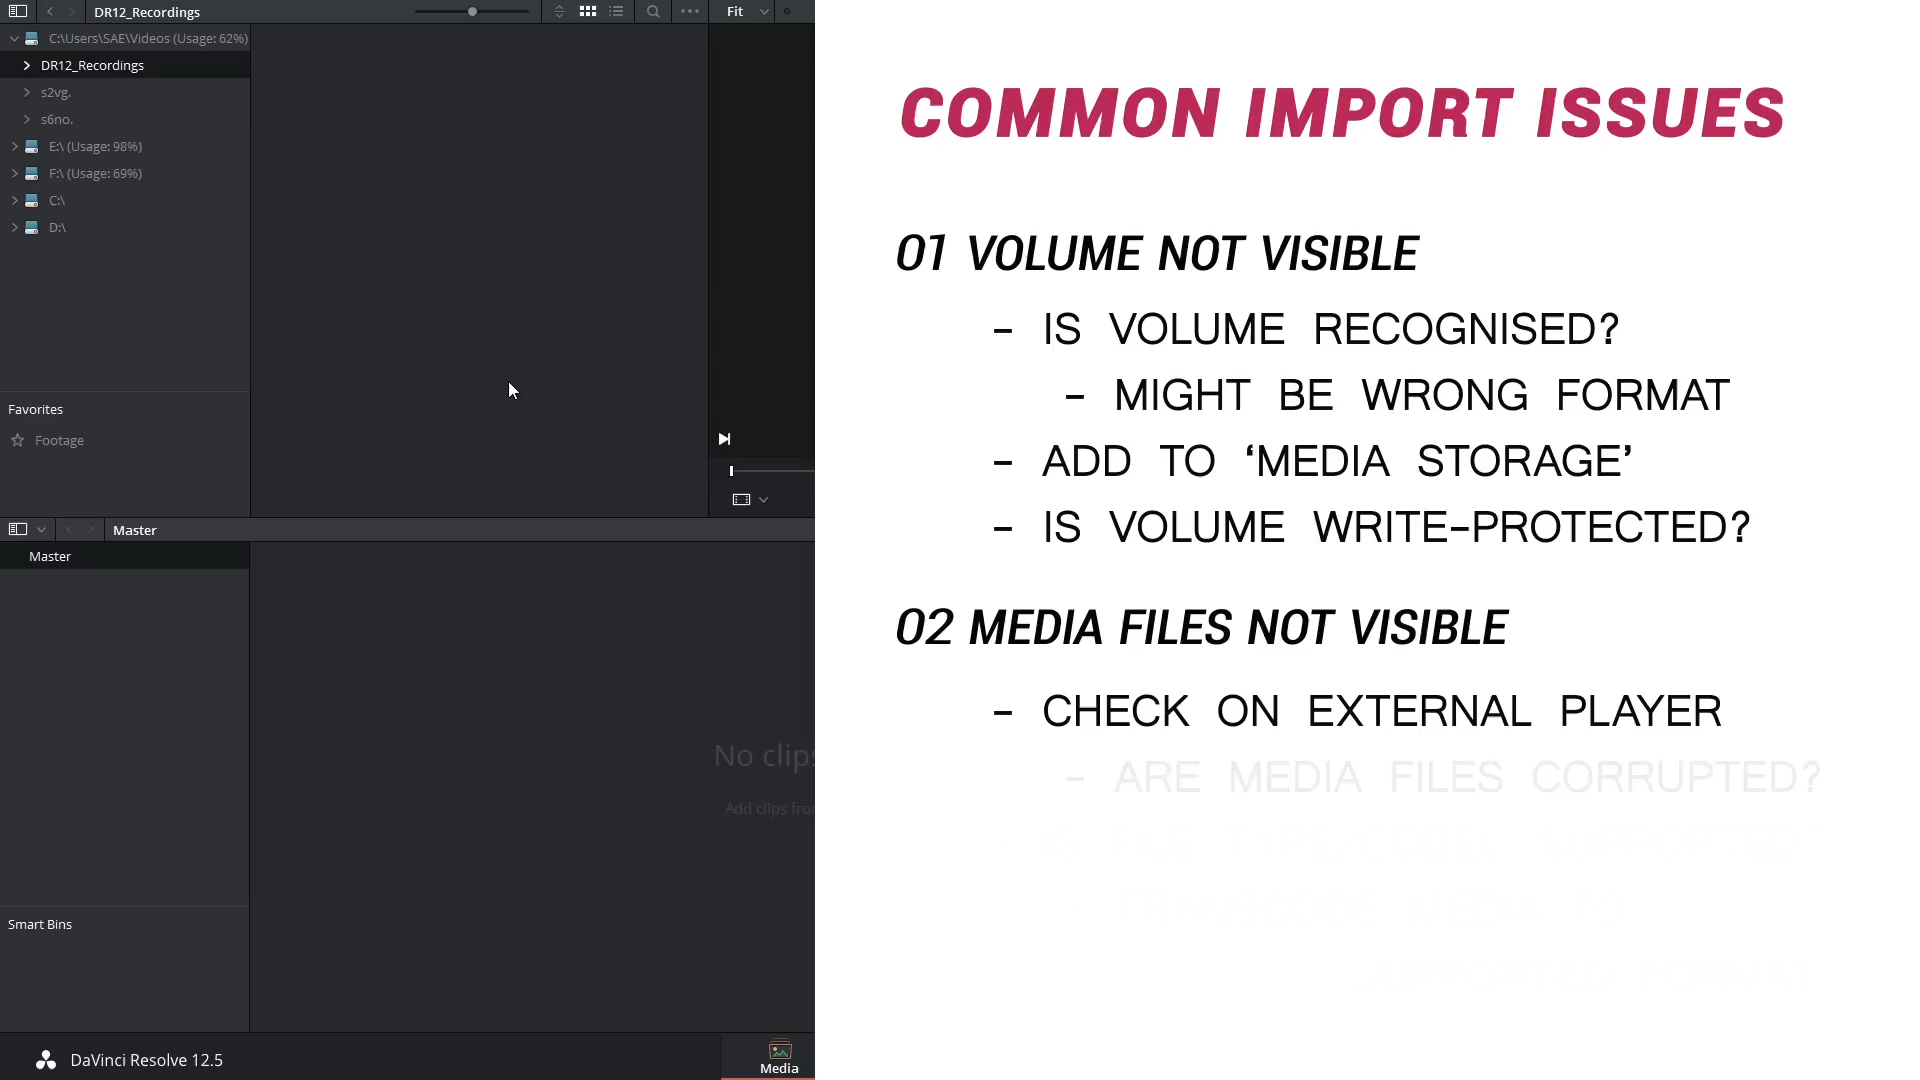 DR12_Recordings
Fit
C:\Users\SAE\Videos (Usage: 62%)
DR12_Recordings
s2vg.
s6no.
E:\ (Usage: 98%)
F:\ (Usage: 69%)
C:\
D:\
Favorites
Footage
Master
Master
No clips
Add clips fro
Smart Bins
DaVinci Resolve 12.5
Media
COMMON IMPORT ISSUES
01 VOLUME NOT VISIBLE
- IS VOLUME RECOGNISED?
- MIGHT BE WRONG FORMAT
- ADD TO ‘MEDIA STORAGE’
- IS VOLUME WRITE-PROTECTED?
02 MEDIA FILES NOT VISIBLE
- CHECK ON EXTERNAL PLAYER
- ARE MEDIA FILES CORRUPTED?